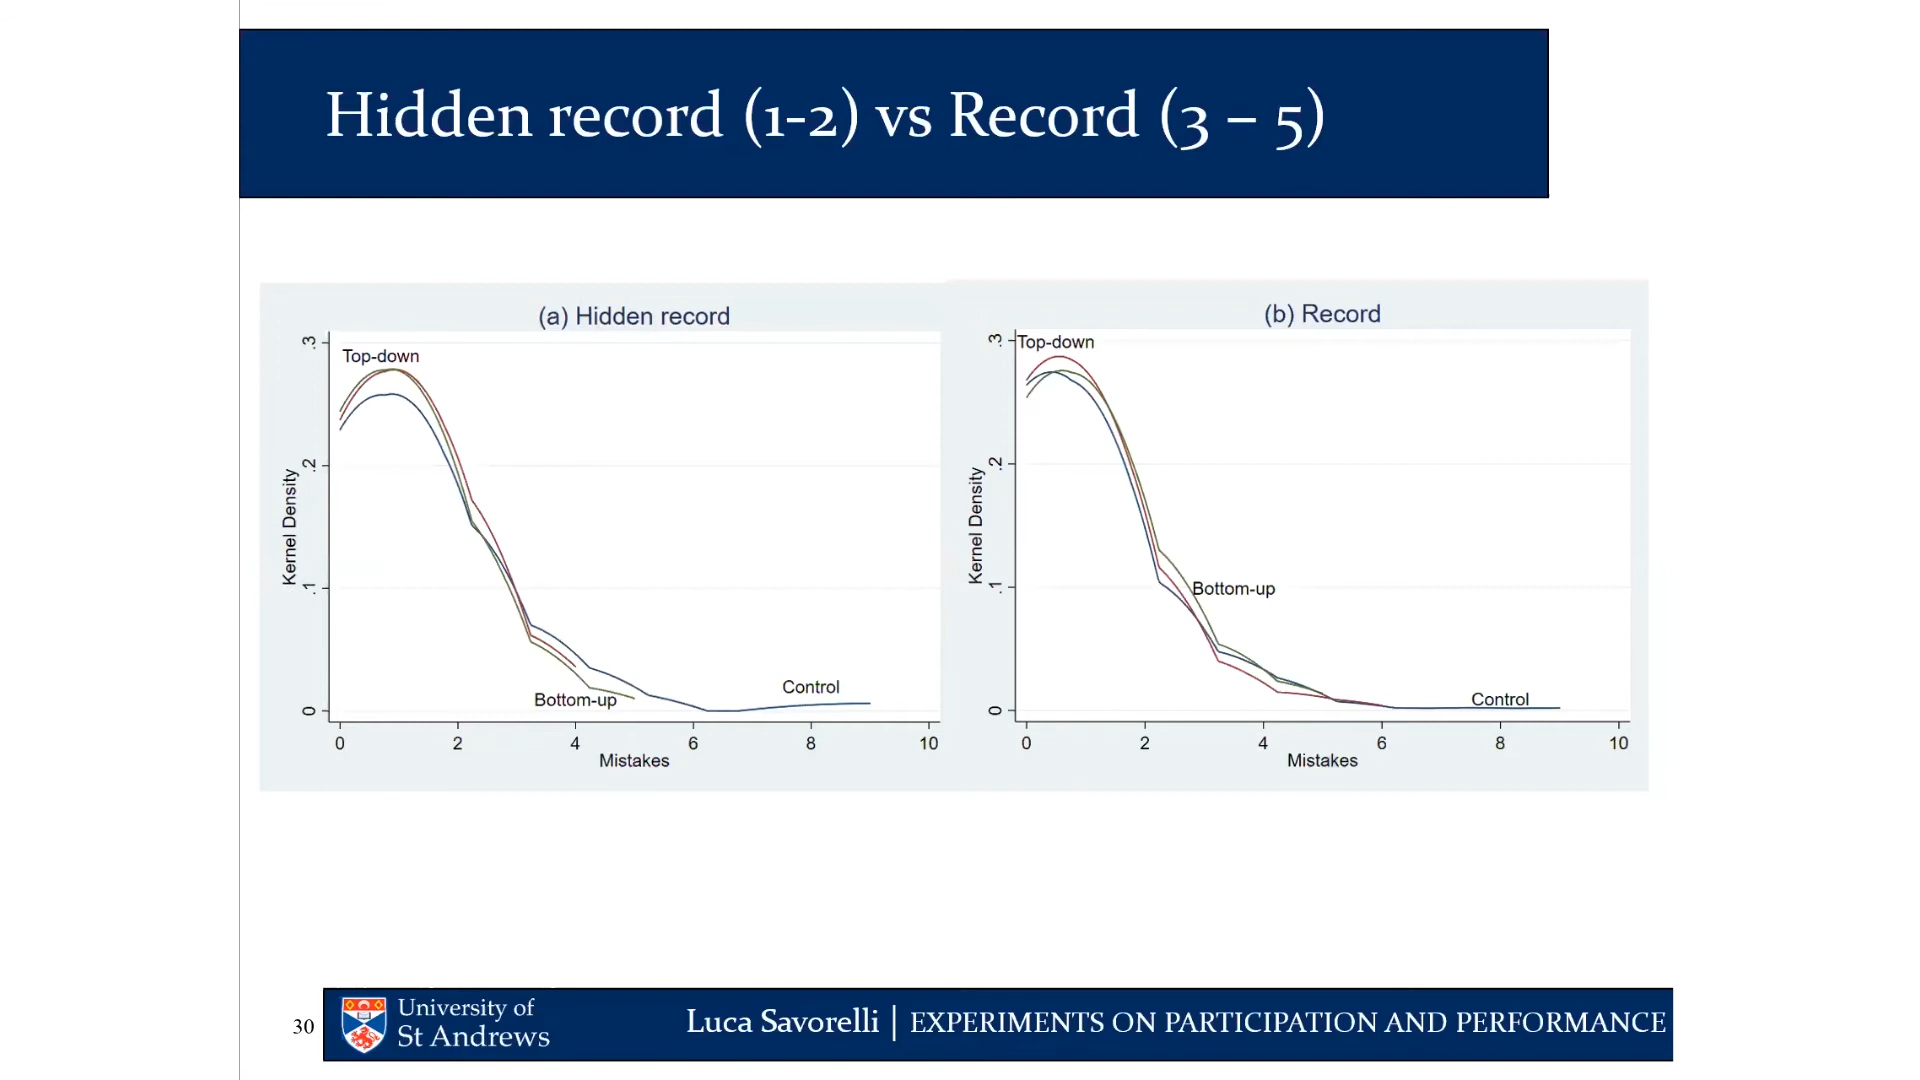 Hidden record (1-2) vs Record (3 – 5)
(a) Hidden record
Top-down
Kernel Density
.3
.2
.1
0
Bottom-up
Control
0 2 4 6 8 10
Mistakes
(b) Record
Top-down
Kernel Density
.3
.2
.1
0
Bottom-up
Control
0 2 4 6 8 10
Mistakes
30
University of
St Andrews
Luca Savorelli | EXPERIMENTS ON PARTICIPATION AND PERFORMANCE